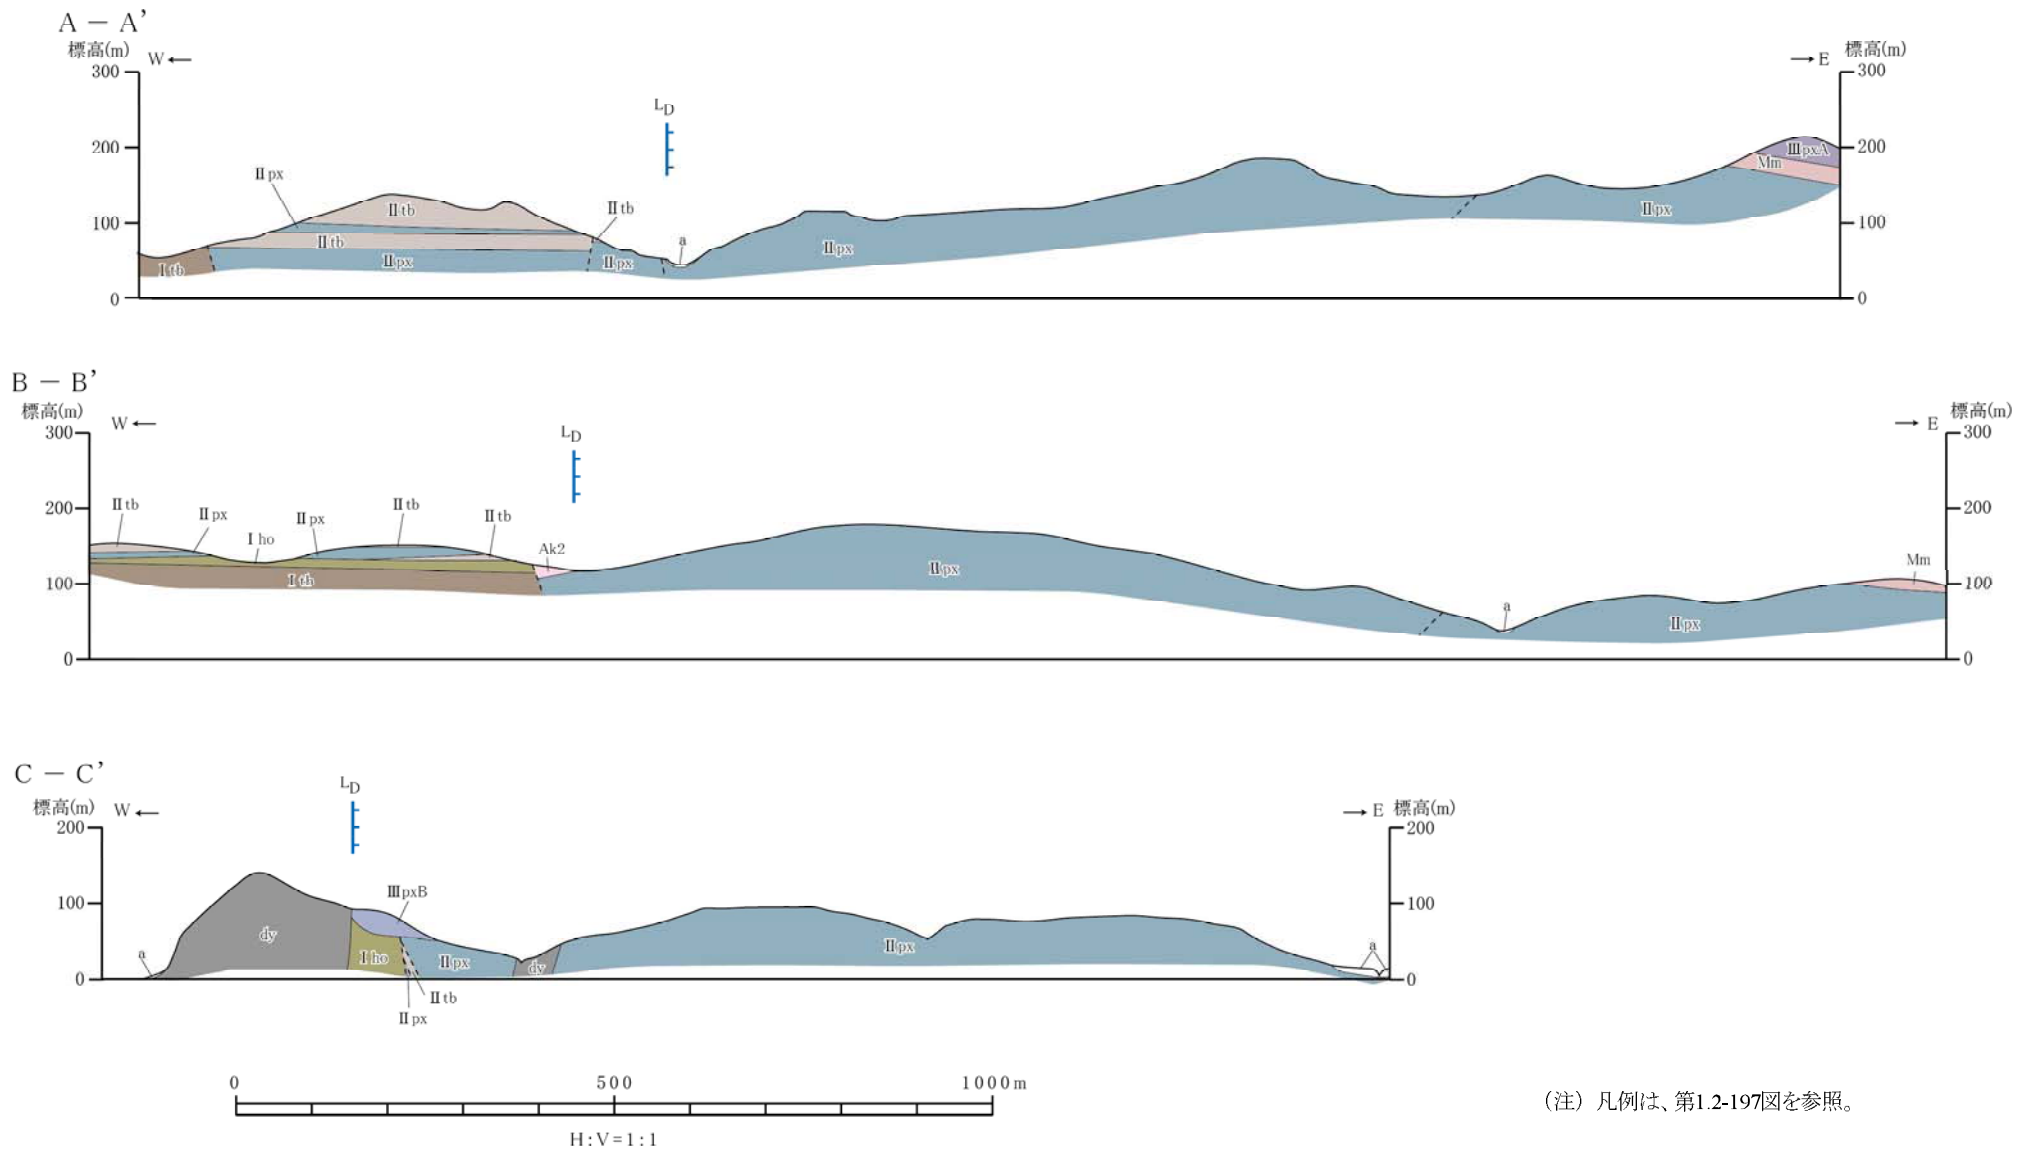 A − A’
標高(m)
W ←
→ E
標高(m)
300
300
LD
200
200
ⅢpxA
Mm
Ⅱpx
Ⅱtb
Ⅱtb
100
100
Ⅱtb
a
Ⅱpx
Ⅱpx
Ⅱpx
Ⅱpx
Ⅰtb
0
0
B − B’
標高(m)
W ←
→ E
標高(m)
300
300
LD
200
200
Ⅱtb
Ⅱpx
Ⅱpx
Ⅱtb
Ⅱtb
Ⅰho
Ak2
Mm
Ⅰtb
Ⅱpx
100
100
a
Ⅱpx
0
0
C − C’
LD
標高(m)
W ←
→ E
標高(m)
200
200
ⅢpxB
100
100
dy
a
Ⅰho
Ⅱpx
dy
Ⅱpx
a
0
0
Ⅱtb
Ⅱpx
0 500 1000m
H:V=1:1
（注）凡例は、第1.2-197図を参照。